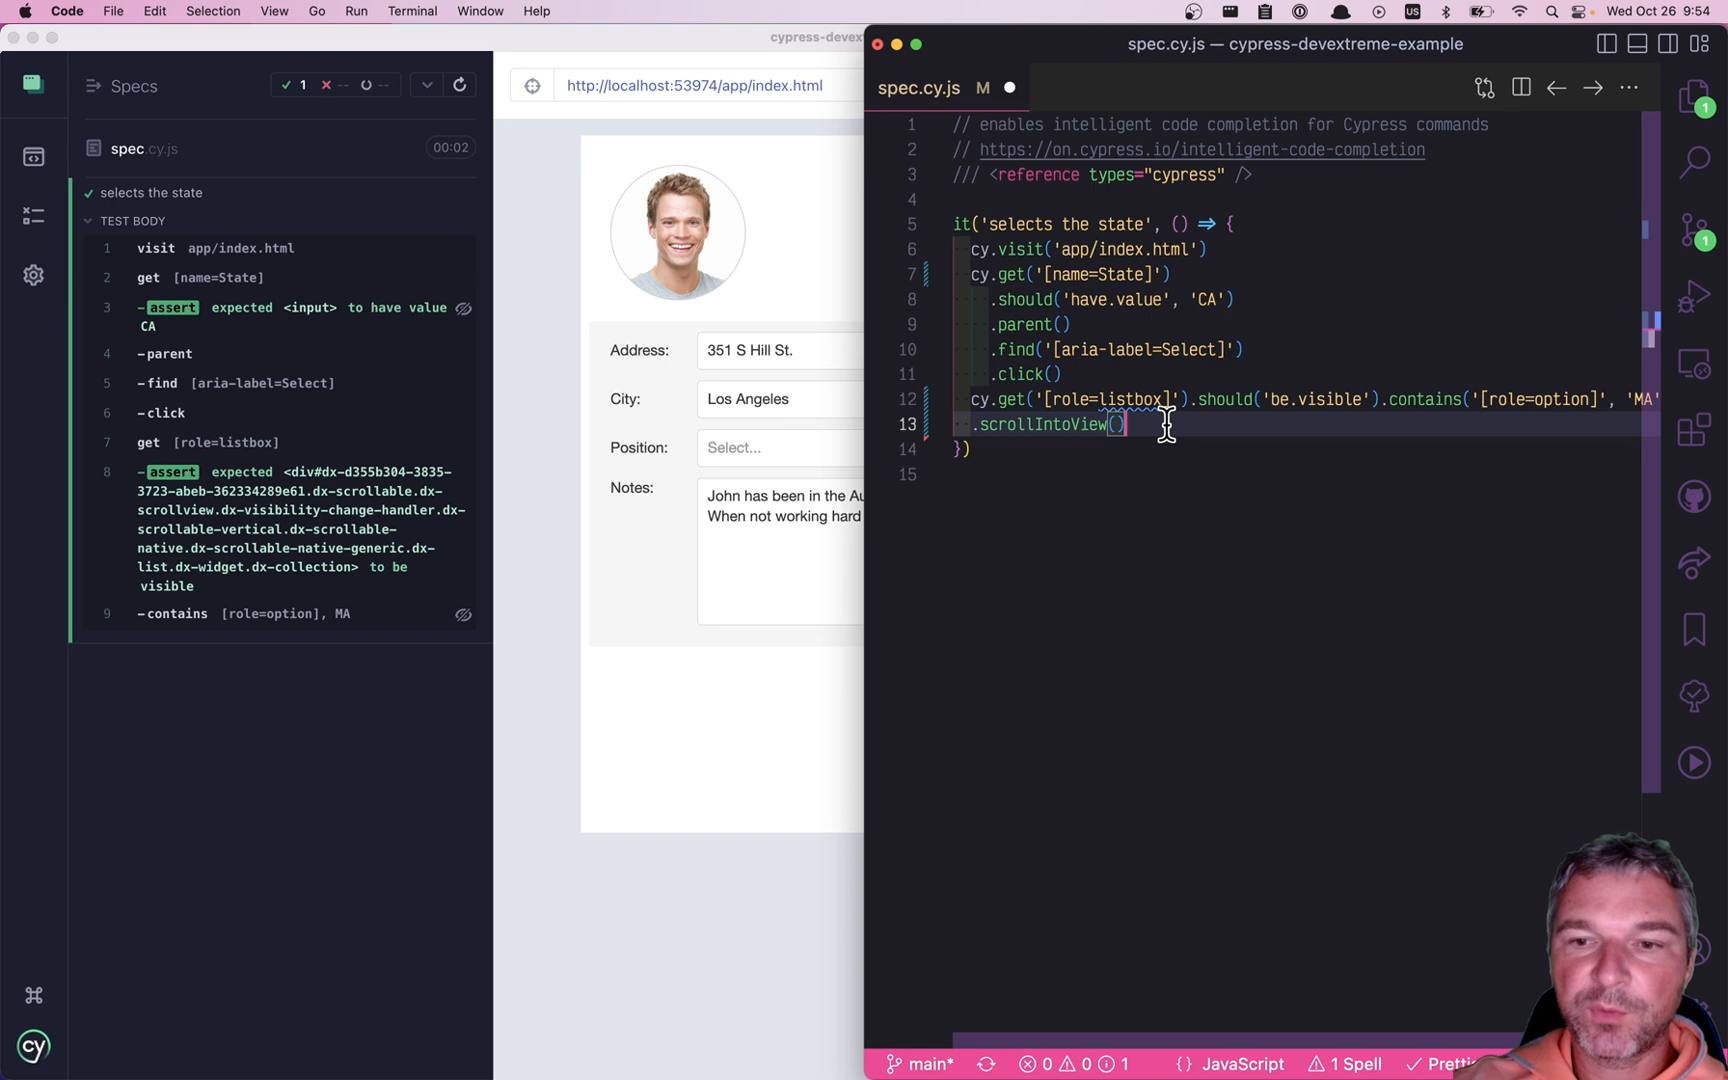 Code File Edit Selection View Go Run Terminal Window Help
US Wed Oct 26 9:54
cypress-devext
spec.cy.js — cypress-devextreme-example
Specs
1 -- --
http://localhost:53974/app/index.html
spec.cy.js M
spec.cy.js 00:02
selects the state
TEST BODY
1 visit app/index.html
2 get [name=State]
3 -assert expected <input> to have value
CA
4 -parent
5 -find [aria-label=Select]
6 -click
7 get [role=listbox]
8 -assert expected <div#dx-d355b304-3835-
3723-abeb-362334289e61.dx-scrollable.dx-
scrollview.dx-visibility-change-handler.dx-
scrollable-vertical.dx-scrollable-
native.dx-scrollable-native-generic.dx-
list.dx-widget.dx-collection> to be
visible
9 -contains [role=option], MA
cy
Address: 351 S Hill St.
City: Los Angeles
Position: Select...
Notes: John has been in the Au
When not working hard
1 // enables intelligent code completion for Cypress commands
2 // https://on.cypress.io/intelligent-code-completion
3 /// <reference types="cypress" />
4
5 it('selects the state', () => {
6 cy.visit('app/index.html')
7 cy.get('[name=State]')
8 .should('have.value', 'CA')
9 .parent()
10 .find('[aria-label=Select]')
11 .click()
12 cy.get('[role=listbox]').should('be.visible').contains('[role=option]', 'MA'
13 .scrollIntoView()
14 })
15
1
1
main* 0 0 1 {} JavaScript 1 Spell Pretti